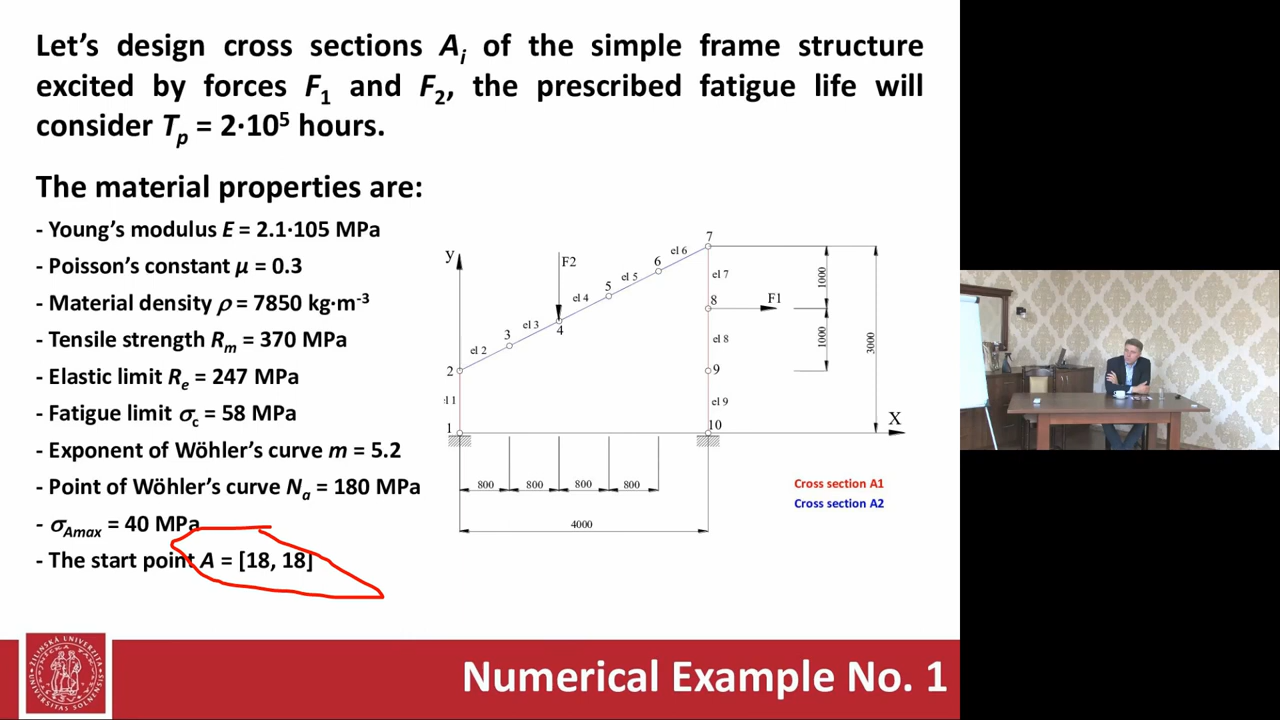 Let's design cross sections Ai of the simple frame structure
excited by forces F1 and F2, the prescribed fatigue life will
consider Tp = 2·10⁵ hours.
The material properties are:
- Young's modulus E = 2.1·105 MPa
- Poisson's constant μ = 0.3
- Material density ρ = 7850 kg·m⁻³
- Tensile strength Rm = 370 MPa
- Elastic limit Re = 247 MPa
- Fatigue limit σc = 58 MPa
- Exponent of Wöhler's curve m = 5.2
- Point of Wöhler's curve Na = 180 MPa
- σAmax = 40 MPa
- The start point A = [18, 18]
7
y
el 6
F2
6
el 5
el 7
1000
5
el 4
8
F1
4
3
el 3
el 2
el 8
1000
3000
2
9
l 1
el 9
1
10
X
800
800
800
800
4000
Cross section A1
Cross section A2
ŽILINSKÁ UNIVERZITA
UNIVERSITAS SOLNENSIS
Numerical Example No. 1